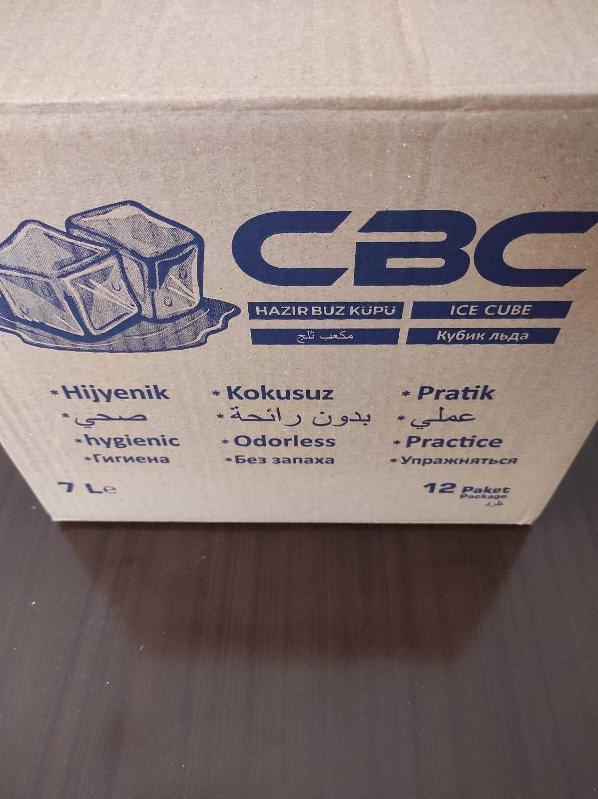 CBC
HAZIR BUZ KÜPÜ
ICE CUBE
مكعب ثلج
Кубик льда
*Hijyenik
*Kokusuz
*Pratik
*صحي
*بدون رائحة
*عملي
*hygienic
*Odorless
*Practice
*Гигиена
*Без запаха
*Упражняться
7 Le
12 Paket
Package
طرد